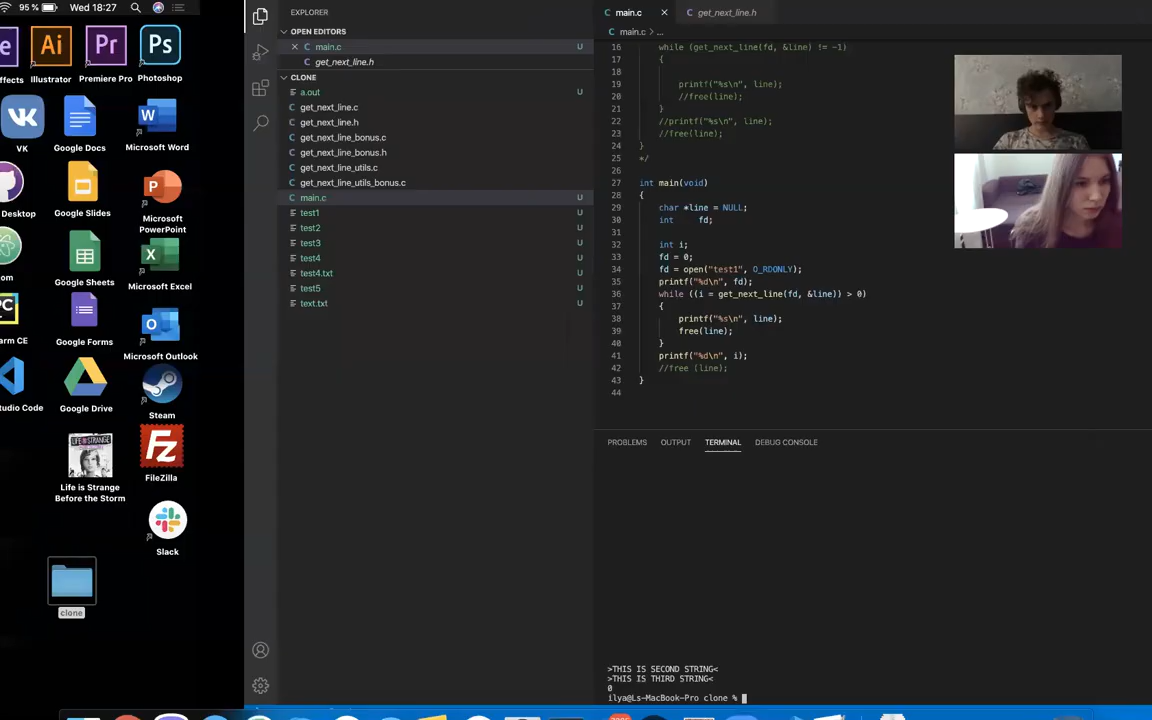 95 %
Wed 18:27
ffects
Illustrator
Premiere Pro
Photoshop
VK
Google Docs
Microsoft Word
Desktop
Google Slides
Microsoft
PowerPoint
om
Google Sheets
Microsoft Excel
arm CE
Google Forms
Microsoft Outlook
tudio Code
Google Drive
Steam
Life is Strange
Before the Storm
FileZilla
Slack
clone
EXPLORER
OPEN EDITORS
main.c U
get_next_line.h
CLONE
a.out U
get_next_line.c
get_next_line.h
get_next_line_bonus.c
get_next_line_bonus.h
get_next_line_utils.c
get_next_line_utils_bonus.c
main.c U
test1 U
test2 U
test3 U
test4 U
test4.txt U
test5 U
text.txt U
main.c
get_next_line.h
main.c > ...
16 while (get_next_line(fd, &line) != -1)
17 {
18
19 printf("%s\n", line);
20 //free(line);
21 }
22 //printf("%s\n", line);
23 //free(line);
24 }
25 */
26
27 int main(void)
28 {
29 char *line = NULL;
30 int fd;
31
32 int i;
33 fd = 0;
34 fd = open("test1", O_RDONLY);
35 printf("%d\n", fd);
36 while ((i = get_next_line(fd, &line)) > 0)
37 {
38 printf("%s\n", line);
39 free(line);
40 }
41 printf("%d\n", i);
42 //free (line);
43 }
44
PROBLEMS OUTPUT TERMINAL DEBUG CONSOLE
>THIS IS SECOND STRING<
>THIS IS THIRD STRING<
0
ilya@Ls-MacBook-Pro clone %